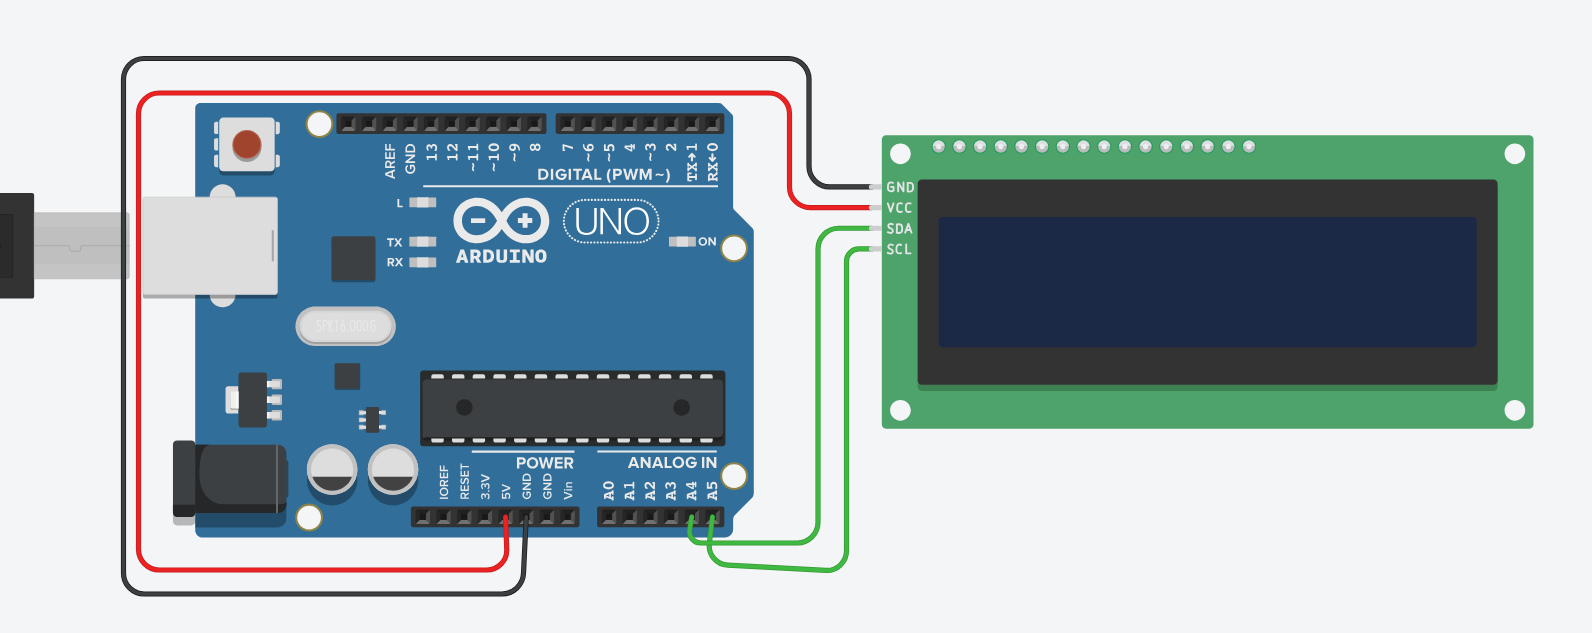 AREF
GND
13
12
~11
~10
~9
8
7
~6
~5
4
~3
2
TX→1
RX←0
DIGITAL (PWM~)
L
TX
RX
ARDUINO
UNO
ON
SPK16.000G
IOREF
RESET
3.3V
5V
GND
GND
Vin
POWER
ANALOG IN
A0
A1
A2
A3
A4
A5
GND
VCC
SDA
SCL